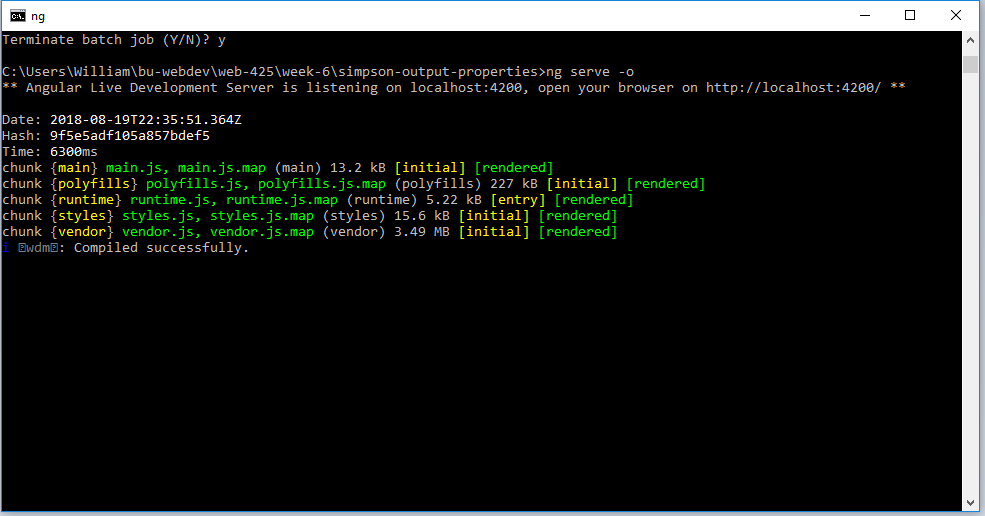 ng
Terminate batch job (Y/N)? y
C:\Users\William\bu-webdev\web-425\week-6\simpson-output-properties>ng serve -o
** Angular Live Development Server is listening on localhost:4200, open your browser on http://localhost:4200/ **
Date: 2018-08-19T22:35:51.364Z
Hash: 9f5e5adf105a857bdef5
Time: 6300ms
chunk {main} main.js, main.js.map (main) 13.2 kB [initial] [rendered]
chunk {polyfills} polyfills.js, polyfills.js.map (polyfills) 227 kB [initial] [rendered]
chunk {runtime} runtime.js, runtime.js.map (runtime) 5.22 kB [entry] [rendered]
chunk {styles} styles.js, styles.js.map (styles) 15.6 kB [initial] [rendered]
chunk {vendor} vendor.js, vendor.js.map (vendor) 3.49 MB [initial] [rendered]
i ⍰wdm⍰: Compiled successfully.